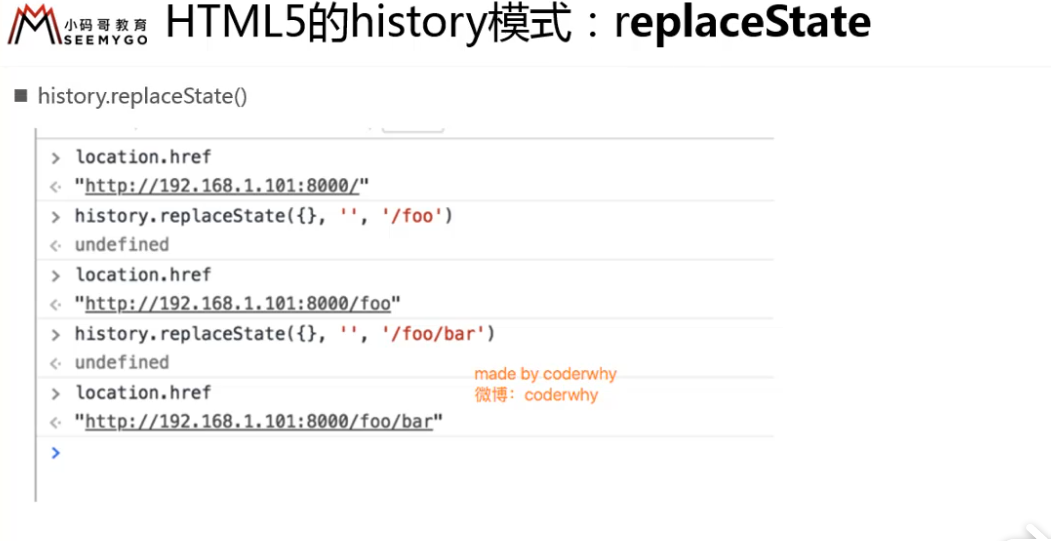 小码哥教育
SEEMYGO
HTML5的history模式：replaceState
■ history.replaceState()
> location.href
<· "http://192.168.1.101:8000/"
> history.replaceState({}, '', '/foo')
<· undefined
> location.href
<· "http://192.168.1.101:8000/foo"
> history.replaceState({}, '', '/foo/bar')
<· undefined
> location.href
<· "http://192.168.1.101:8000/foo/bar"
>
made by coderwhy
微博：coderwhy